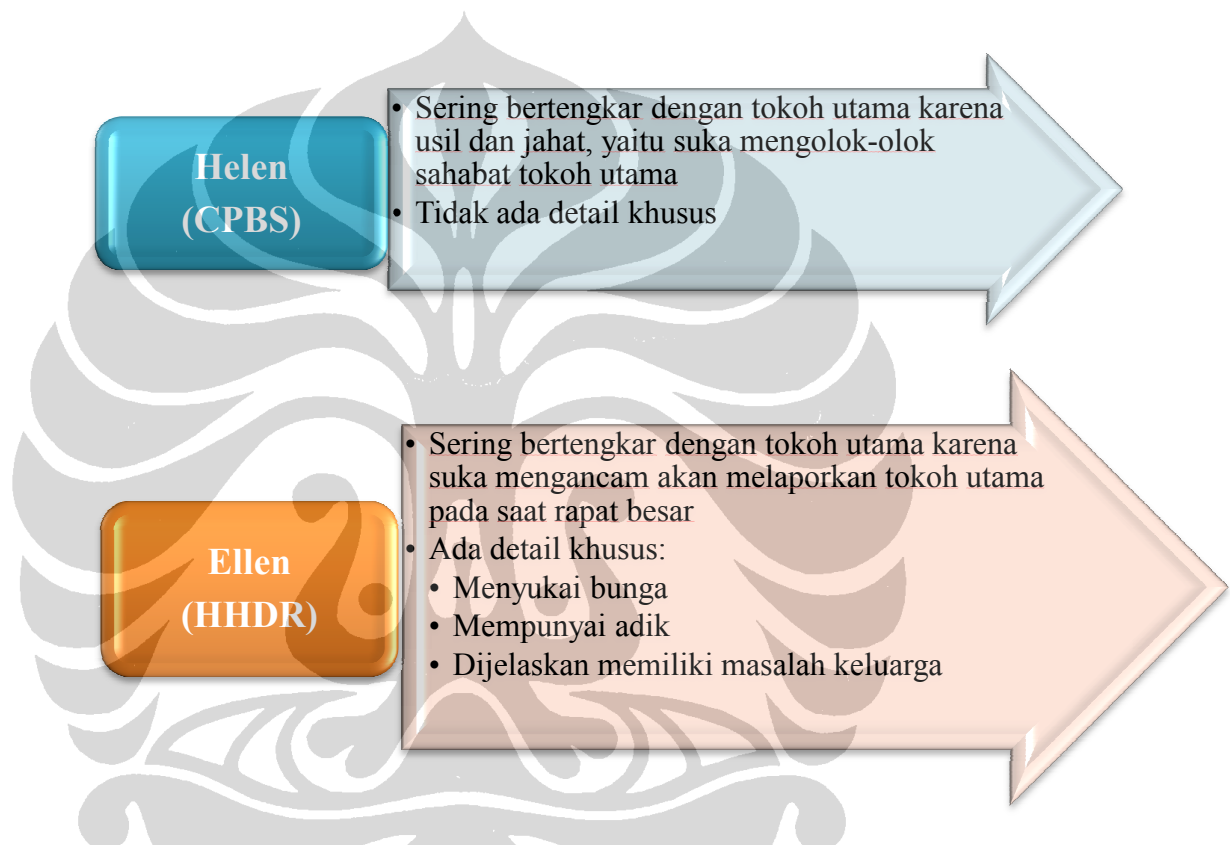 Helen
(CPBS)
• Sering bertengkar dengan tokoh utama karena
usil dan jahat, yaitu suka mengolok-olok
sahabat tokoh utama
• Tidak ada detail khusus
Ellen
(HHDR)
• Sering bertengkar dengan tokoh utama karena
suka mengancam akan melaporkan tokoh utama
pada saat rapat besar
• Ada detail khusus:
• Menyukai bunga
• Mempunyai adik
• Dijelaskan memiliki masalah keluarga